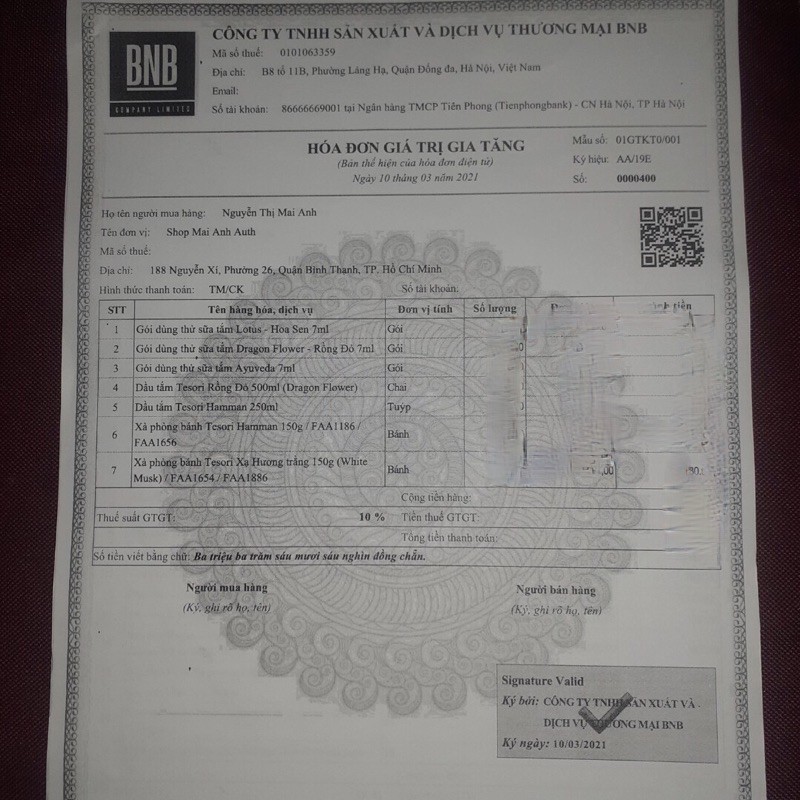 BNB
COMPANY LIMITED
CÔNG TY TNHH SẢN XUẤT VÀ DỊCH VỤ THƯƠNG MẠI BNB
Mã số thuế: 0101063359
Địa chỉ: B8 tổ 11B, Phường Láng Hạ, Quận Đống đa, Hà Nội, Việt Nam
Email:
Số tài khoản: 86666669001 tại Ngân hàng TMCP Tiên Phong (Tienphongbank) - CN Hà Nội, TP Hà Nội
HÓA ĐƠN GIÁ TRỊ GIA TĂNG
(Bản thể hiện của hóa đơn điện tử)
Ngày 10 tháng 03 năm 2021
Mẫu số: 01GTKT0/001
Ký hiệu: AA/19E
Số: 0000400
Họ tên người mua hàng: Nguyễn Thị Mai Anh
Tên đơn vị: Shop Mai Anh Auth
Mã số thuế:
Địa chỉ: 188 Nguyễn Xí, Phường 26, Quận Bình Thạnh, TP. Hồ Chí Minh
Hình thức thanh toán: TM/CK Số tài khoản:
STT Tên hàng hóa, dịch vụ Đơn vị tính Số lượng tiền
1 Gói dùng thử sữa tắm Lotus - Hoa Sen 7ml Gói
2 Gói dùng thử sữa tắm Dragon Flower - Rồng Đỏ 7ml Gói
3 Gói dùng thử sữa tắm Ayuveda 7ml Gói
4 Dầu tắm Tesori Rồng Đỏ 500ml (Dragon Flower) Chai
5 Dầu tắm Tesori Hamman 250ml Tuýp
6 Xà phòng bánh Tesori Hamman 150g / FAA1186 / FAA1656 Bánh
7 Xà phòng bánh Tesori Xạ Hương trắng 150g (White Musk) / FAA1654 / FAA1886 Bánh
Cộng tiền hàng:
Thuế suất GTGT: 10 % Tiền thuế GTGT:
Tổng tiền thanh toán:
Số tiền viết bằng chữ: Ba triệu ba trăm sáu mươi sáu nghìn đồng chẵn.
Người mua hàng
(Ký, ghi rõ họ, tên)
Người bán hàng
(Ký, ghi rõ họ, tên)
Signature Valid
Ký bởi: CÔNG TY TNHH SẢN XUẤT VÀ
DỊCH VỤ THƯƠNG MẠI BNB
Ký ngày: 10/03/2021